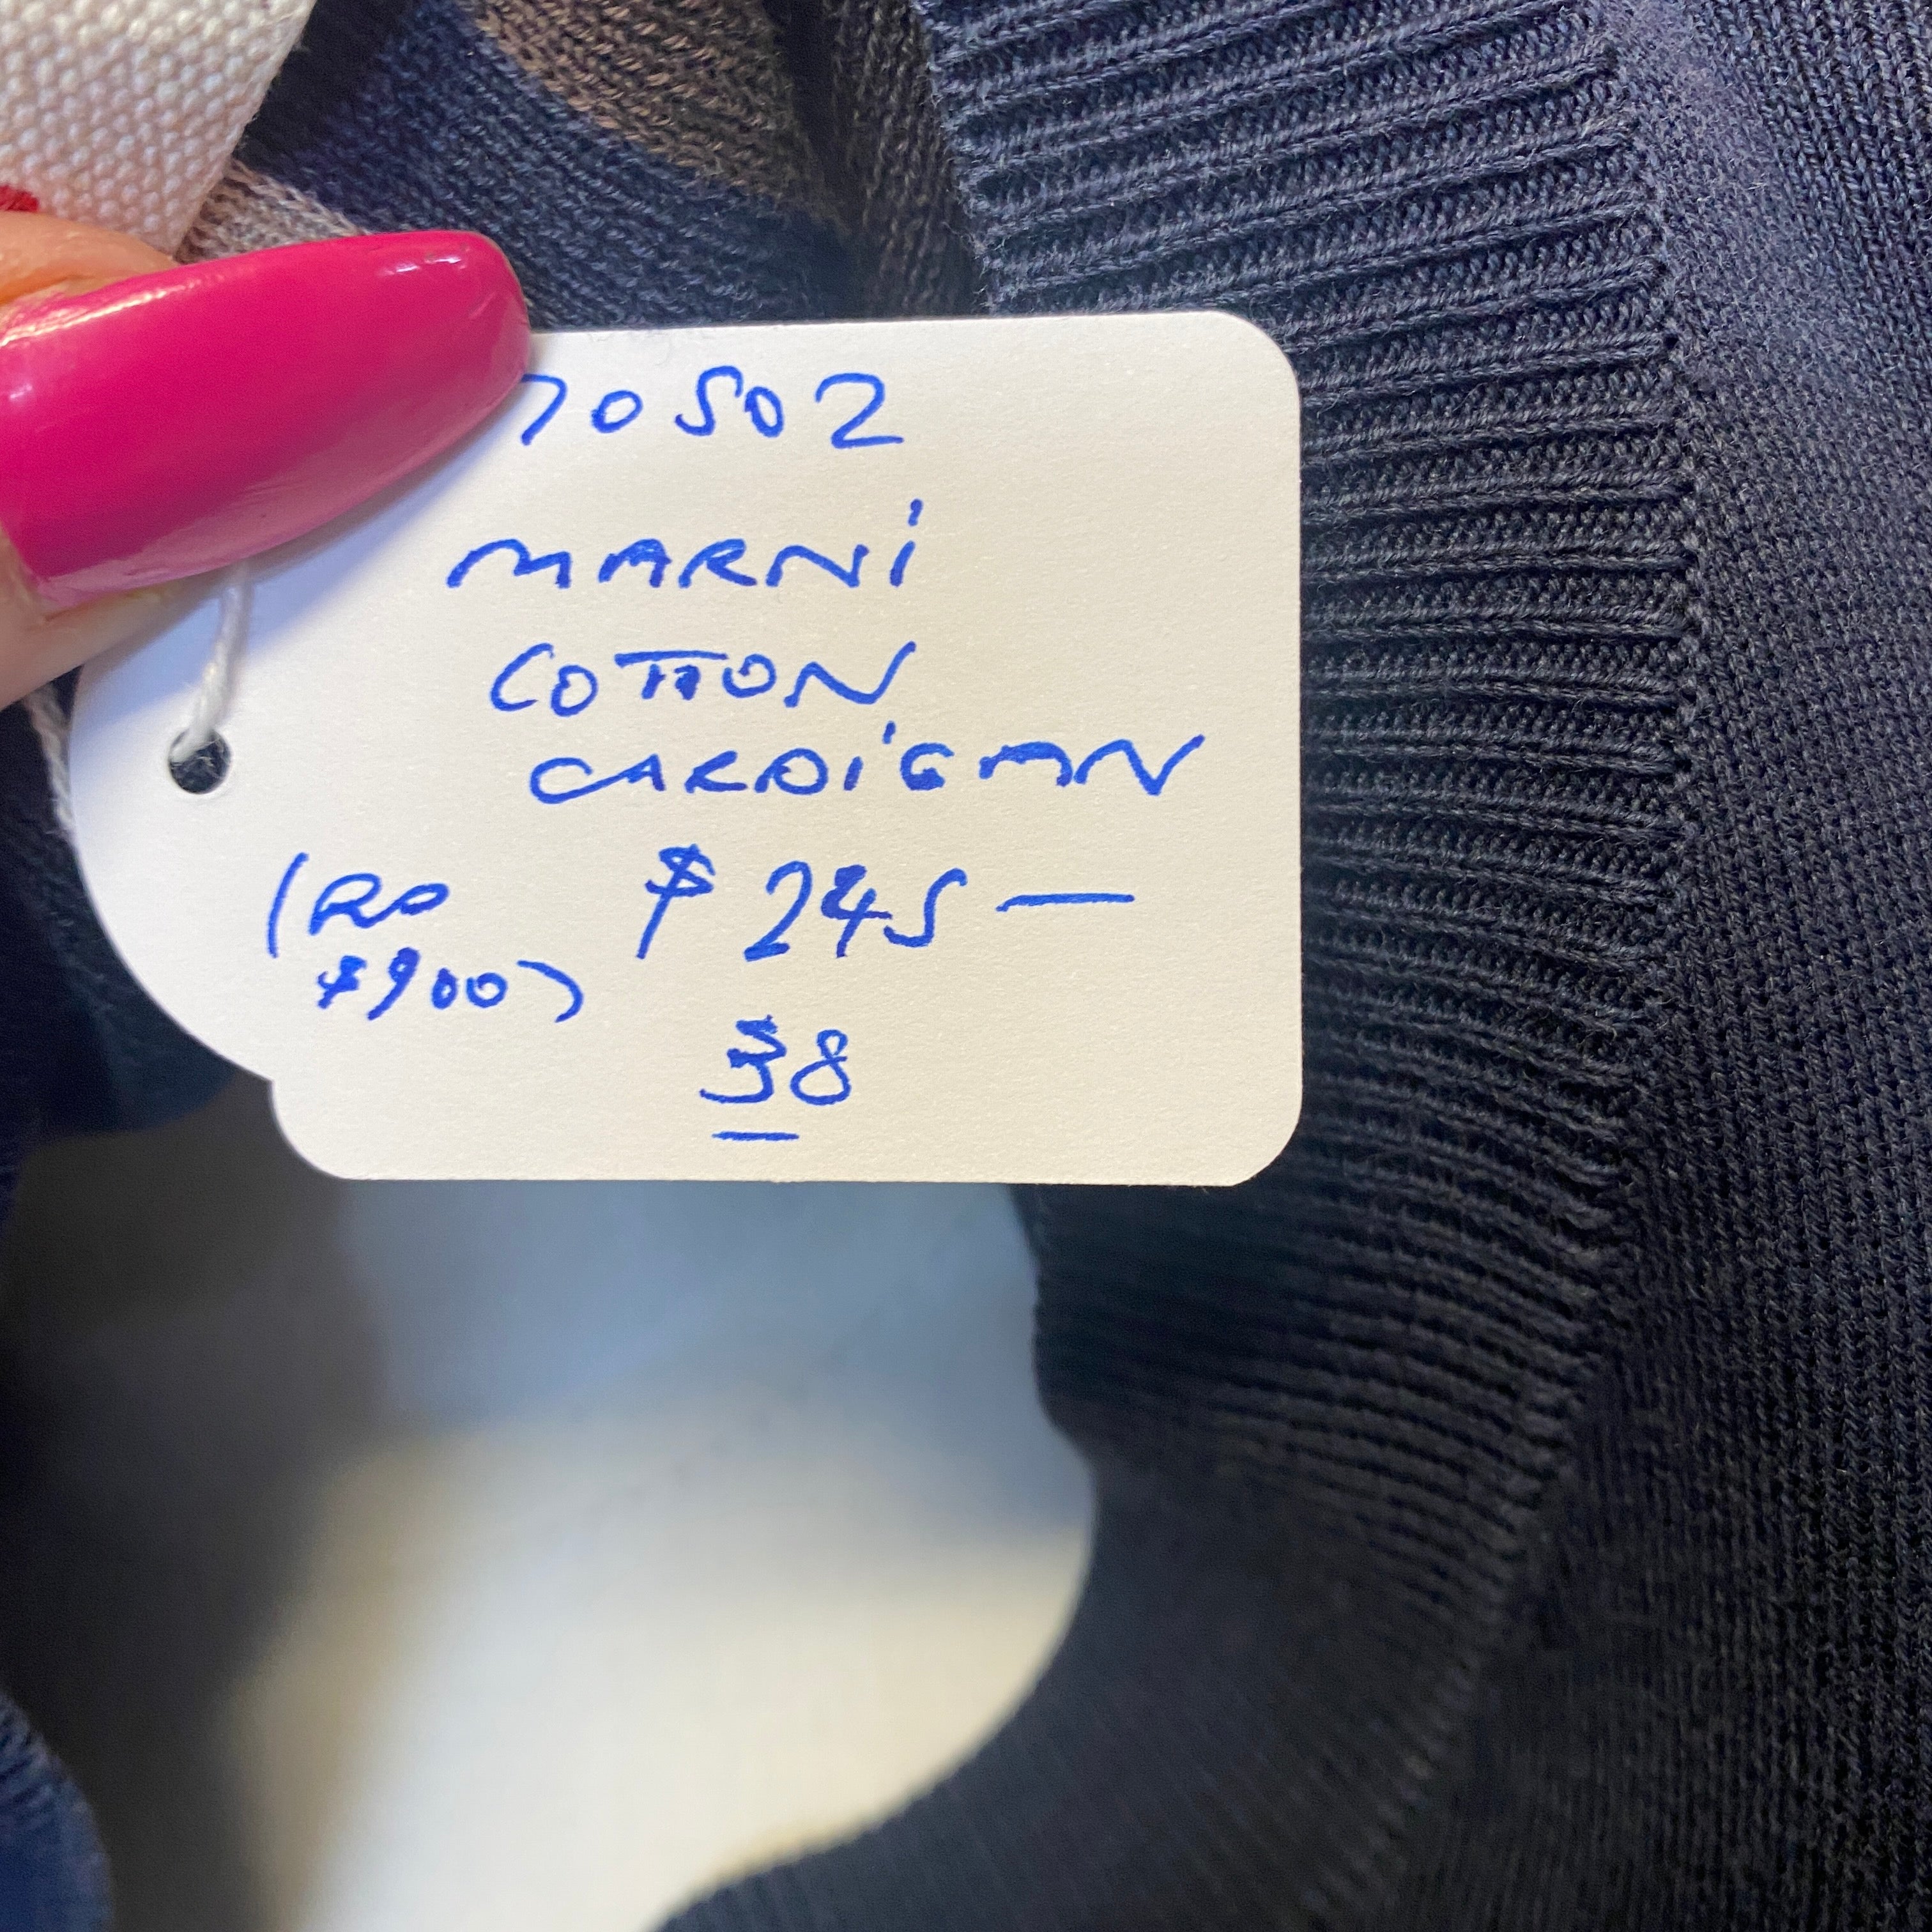 70502
MARNi
COTTON
CARDiGAN
(RP $245 —
$900)
38